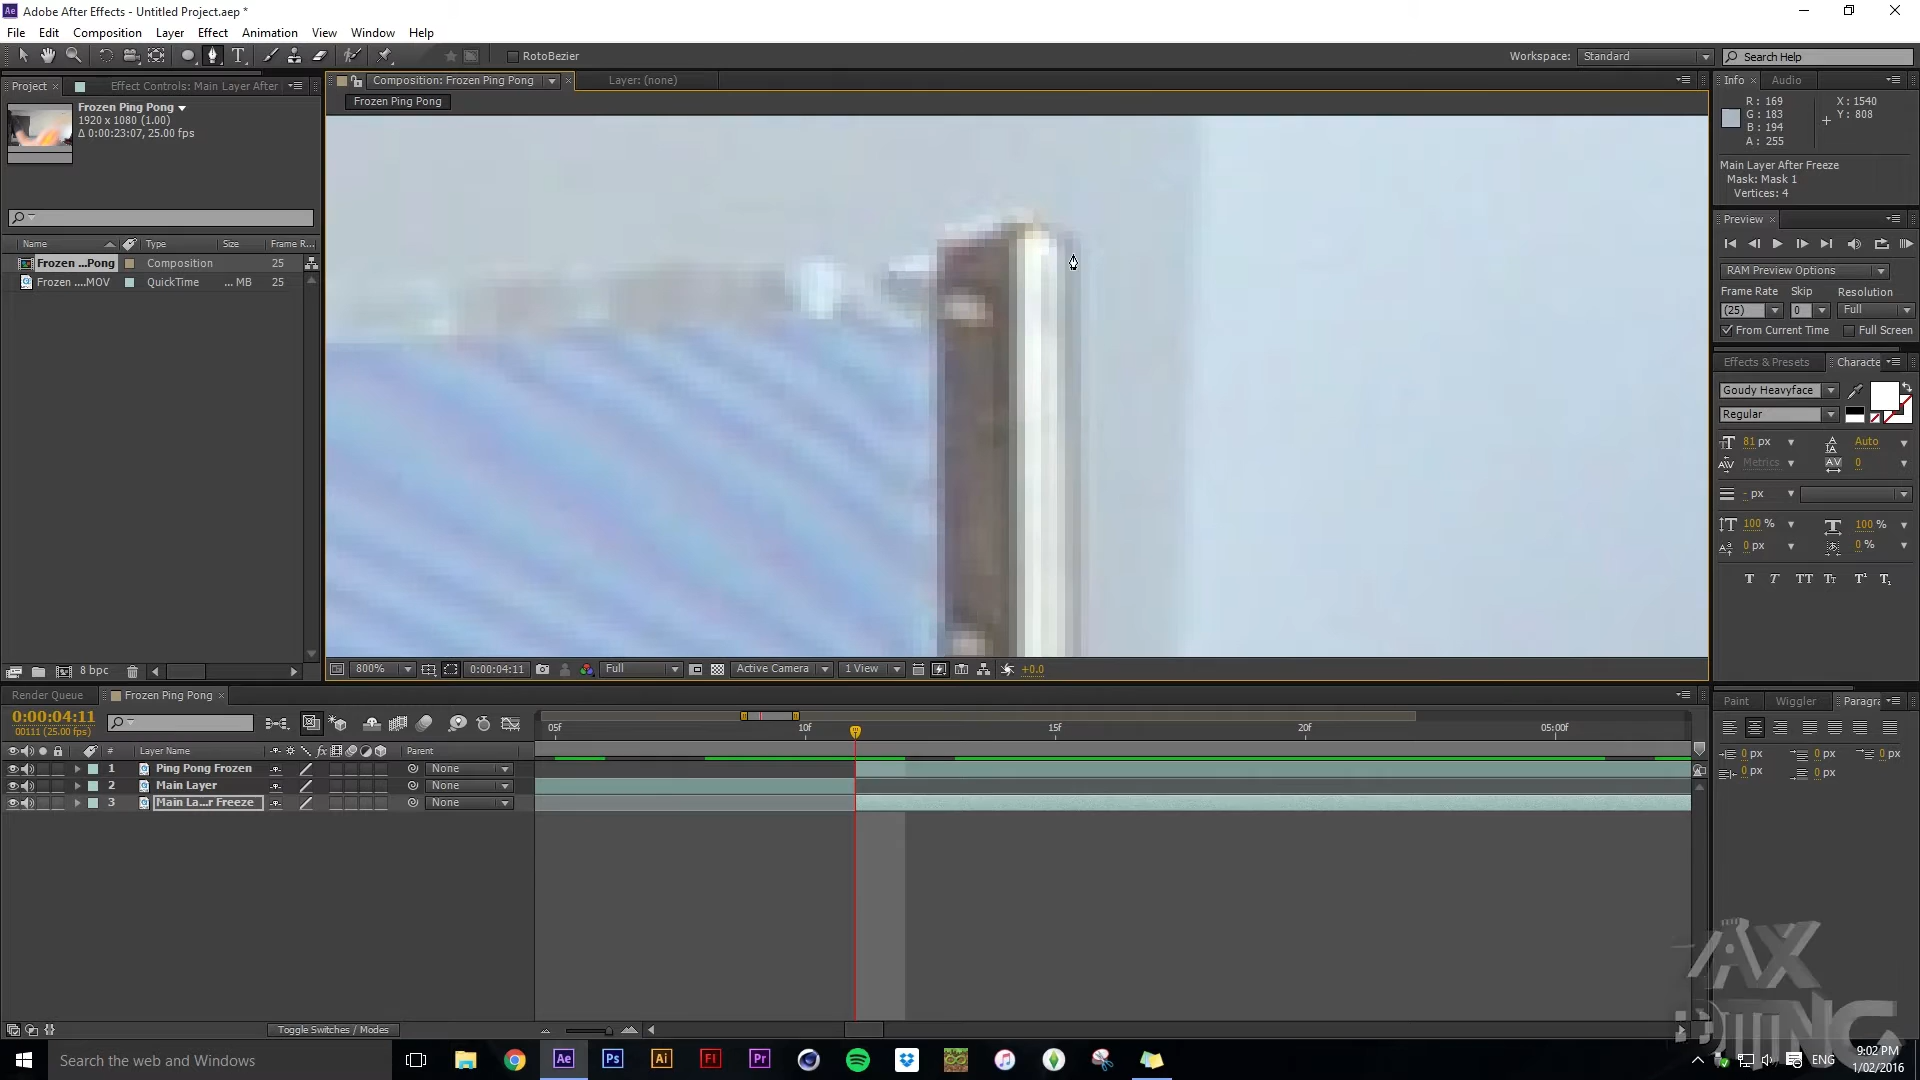 Adobe After Effects - Untitled Project.aep *
File Edit Composition Layer Effect Animation View Window Help
RotoBezier
Workspace: Standard
Search Help
Project × Effect Controls: Main Layer After
Frozen Ping Pong
1920 x 1080 (1.00)
Δ 0:00:23:07, 25.00 fps
Name Type Size Frame R...
Frozen ...Pong Composition 25
Frozen ....MOV QuickTime ... MB 25
8 bpc
Composition: Frozen Ping Pong × Layer: (none)
Frozen Ping Pong
800% 0:00:04:11 Full Active Camera 1 View +0.0
Info × Audio
R: 169 X: 1540
G: 183 Y: 808
B: 194
A: 255
Main Layer After Freeze
Mask: Mask 1
Vertices: 4
Preview ×
RAM Preview Options
Frame Rate Skip Resolution
(25) 0 Full
From Current Time Full Screen
Effects & Presets Characte
Goudy Heavyface
Regular
81 px Auto
Metrics 0
- px
100 % 100 %
0 px 0 %
T T TT Tt T¹ T₁
Render Queue Frozen Ping Pong ×
0:00:04:11
00111 (25.00 fps)
05f 10f 15f 20f 05:00f
# Layer Name fx Parent
1 Ping Pong Frozen None
2 Main Layer None
3 Main La...r Freeze None
Toggle Switches / Modes
Paint Wiggler Paragra
0 px 0 px 0 px
0 px 0 px
Search the web and Windows
Ae Ps Ai Fl Pr
ENG
9:02 PM
1/02/2016